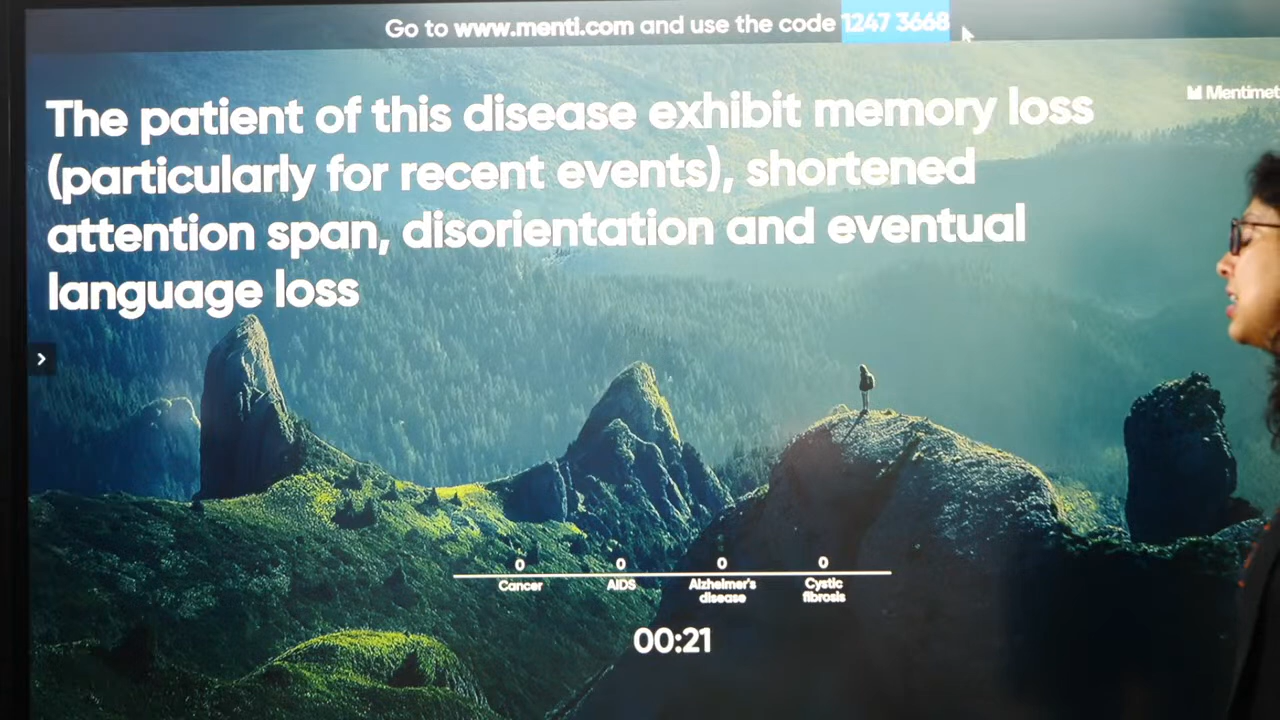 Go to www.menti.com and use the code 1247 3668
Mentimet
The patient of this disease exhibit memory loss
(particularly for recent events), shortened
attention span, disorientation and eventual
language loss
0 0 0 0
Cancer AIDS Alzheimer's disease Cystic fibrosis
00:21